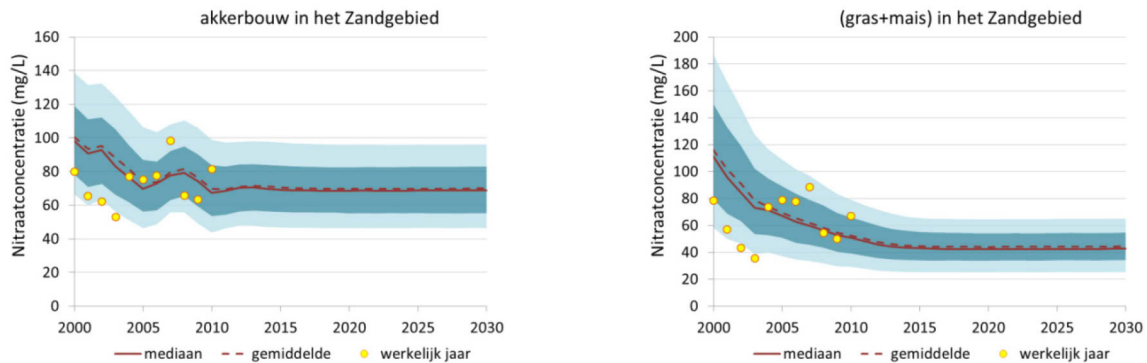 akkerbouw in het Zandgebied
Nitraatconcentratie (mg/L)
160
140
120
100
80
60
40
20
0
2000 2005 2010 2015 2020 2025 2030
mediaan gemiddelde werkelijk jaar
(gras+mais) in het Zandgebied
Nitraatconcentratie (mg/L)
200
180
160
140
120
100
80
60
40
20
0
2000 2005 2010 2015 2020 2025 2030
mediaan gemiddelde werkelijk jaar